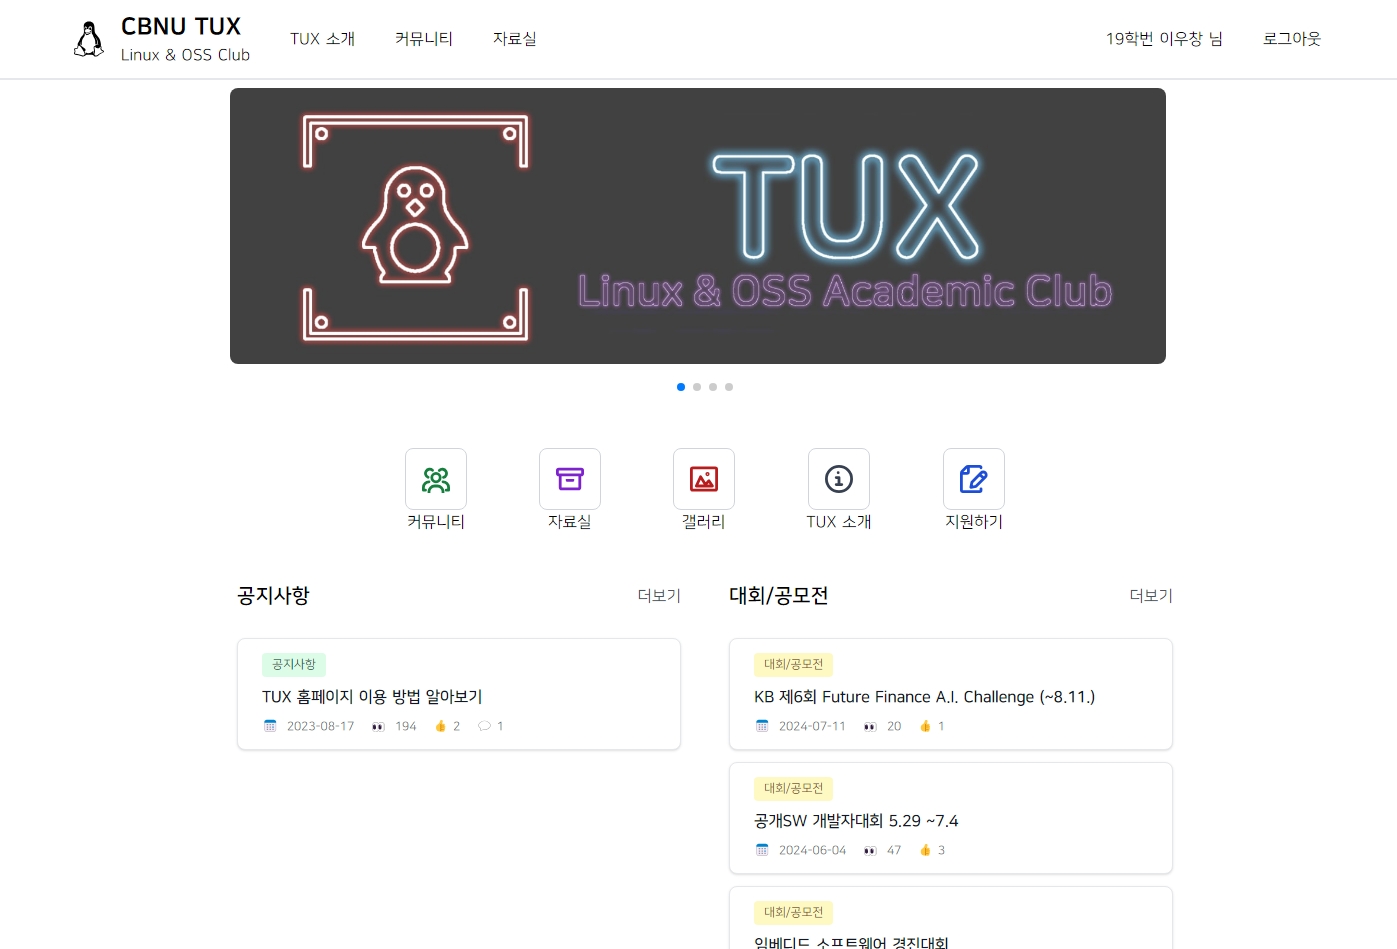 CBNU TUX
Linux & OSS Club
TUX 소개
커뮤니티
자료실
19학번 이우창 님
로그아웃
TUX
Linux & OSS Academic Club
커뮤니티
자료실
갤러리
TUX 소개
지원하기
공지사항
더보기
공지사항
TUX 홈페이지 이용 방법 알아보기
2023-08-17 194 2 1
대회/공모전
더보기
대회/공모전
KB 제6회 Future Finance A.I. Challenge (~8.11.)
2024-07-11 20 1
대회/공모전
공개SW 개발자대회 5.29 ~7.4
2024-06-04 47 3
대회/공모전
임베디드 소프트웨어 경진대회